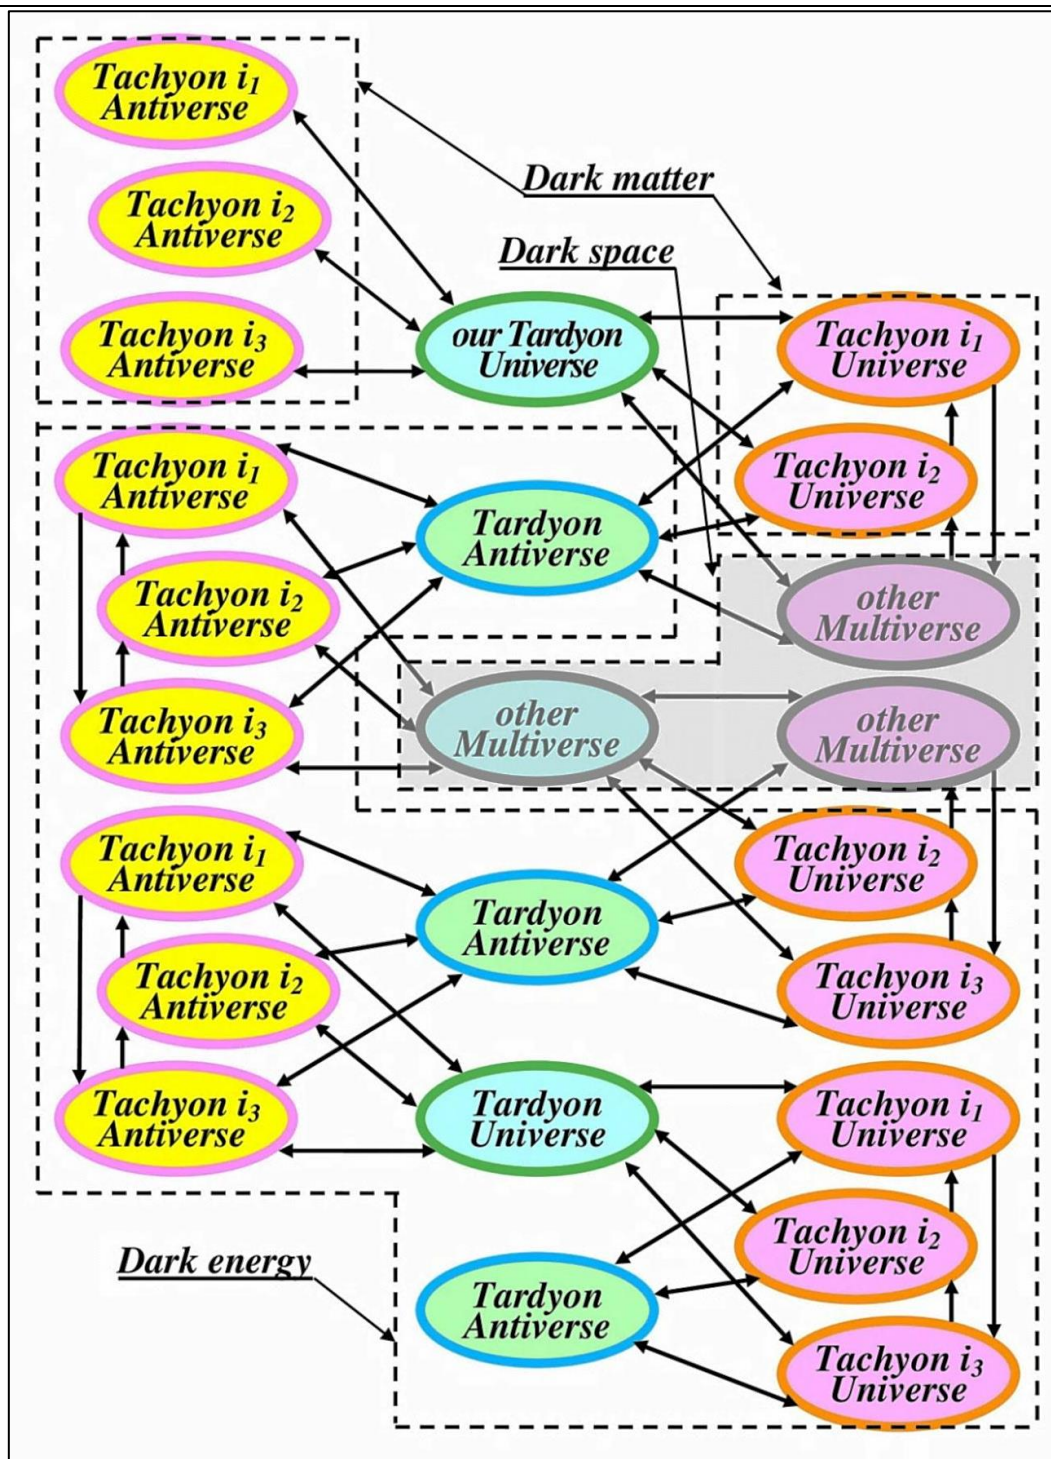 Tachyon i1
Antiverse
Tachyon i2
Antiverse
Tachyon i3
Antiverse
Dark matter
Dark space
our Tardyon
Universe
Tachyon i1
Universe
Tachyon i2
Universe
Tachyon i1
Antiverse
Tardyon
Antiverse
Tachyon i2
Antiverse
other
Multiverse
Tachyon i3
Antiverse
other
Multiverse
other
Multiverse
Tachyon i1
Antiverse
Tachyon i2
Universe
Tardyon
Antiverse
Tachyon i2
Antiverse
Tachyon i3
Universe
Tachyon i3
Antiverse
Tardyon
Universe
Tachyon i1
Universe
Tachyon i2
Universe
Dark energy
Tardyon
Antiverse
Tachyon i3
Universe